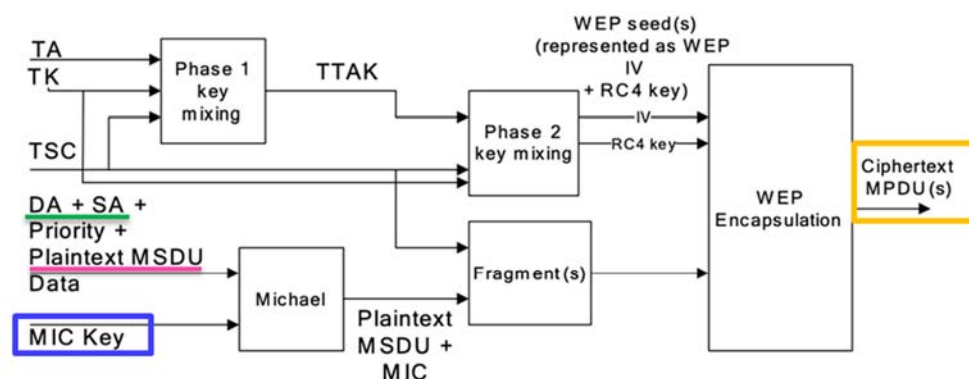 WEP seed(s)
(represented as WEP
IV
+ RC4 key)
TA
TK
Phase 1
key
mixing
TTAK
Phase 2
key mixing
IV
RC4 key
TSC
WEP
Encapsulation
Ciphertext
MPDU(s)
DA + SA +
Priority +
Plaintext MSDU
Data
Michael
Fragment(s)
MIC Key
Plaintext
MSDU +
MIC